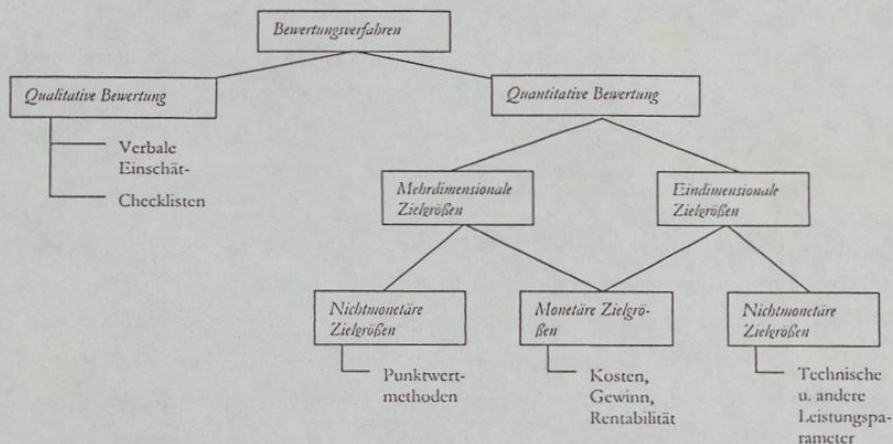 Bewertungsverfahren
Qualitative Bewertung
Quantitative Bewertung
Verbale
Einschät-
Checklisten
Mehrdimensionale
Zielgrößen
Eindimensionale
Zielgrößen
Nichtmonetäre
Zielgrößen
Monetäre Zielgrö-
ßen
Nichtmonetäre
Zielgrößen
Punktwert-
methoden
Kosten,
Gewinn,
Rentabilität
Technische
u. andere
Leistungspa-
rameter